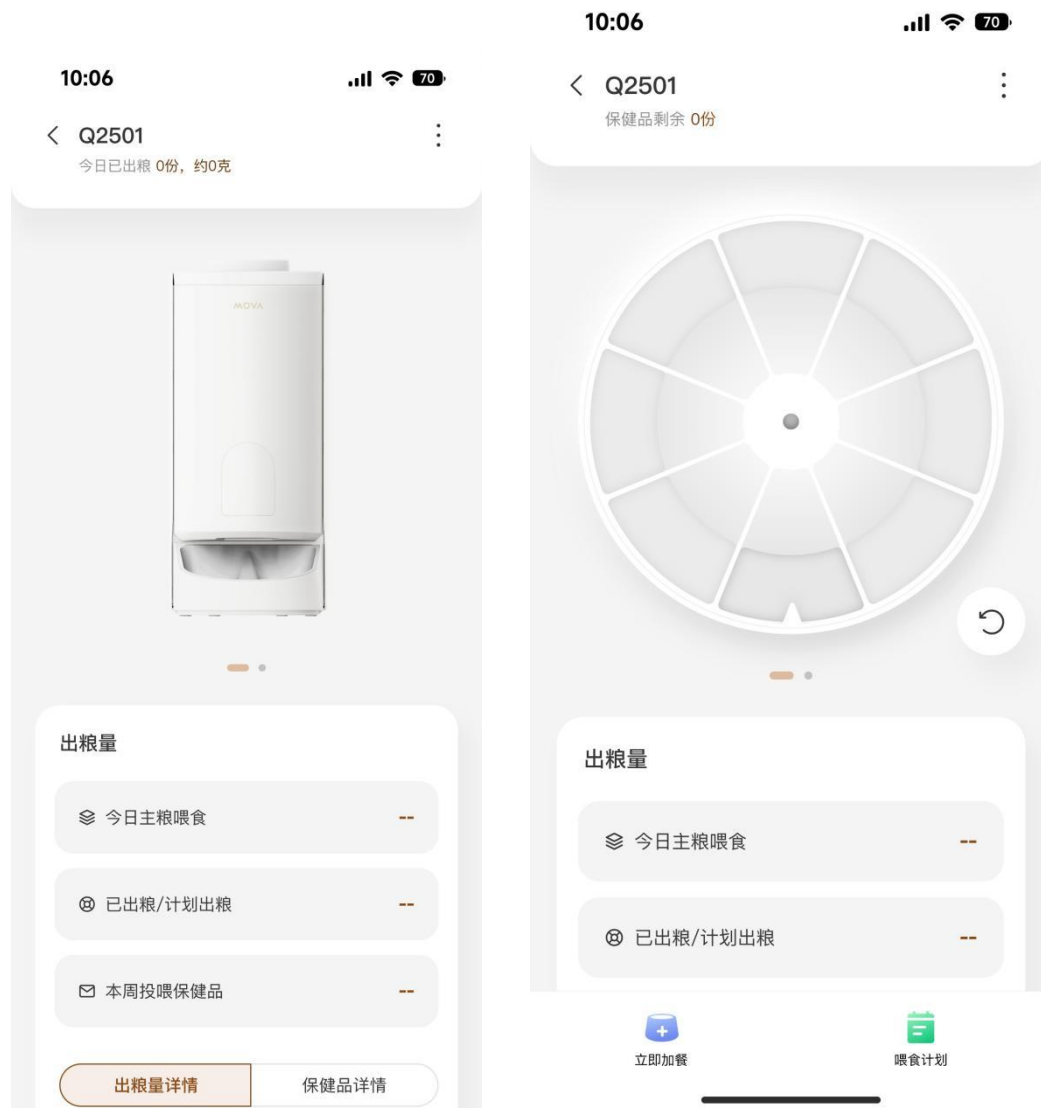 10:06
70
Q2501
今日已出粮 0份，约0克
MOVA
出粮量
今日主粮喂食 --
已出粮/计划出粮 --
本周投喂保健品 --
出粮量详情 保健品详情
10:06
70
Q2501
保健品剩余 0份
出粮量
今日主粮喂食 --
已出粮/计划出粮 --
立即加餐 喂食计划